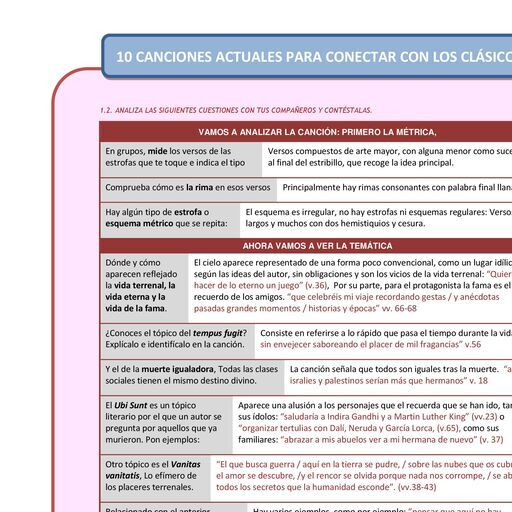 10 CANCIONES ACTUALES PARA CONECTAR CON LOS CLÁSICO
1.2. ANALIZA LAS SIGUIENTES CUESTIONES CON TUS COMPAÑEROS Y CONTÉSTALAS.
VAMOS A ANALIZAR LA CANCIÓN: PRIMERO LA MÉTRICA,
En grupos, mide los versos de las
estrofas que te toque e indica el tipo
Versos compuestos de arte mayor, con alguna menor como suce
al final del estribillo, que recoge la idea principal.
Comprueba cómo es la rima en esos versos
Principalmente hay rimas consonantes con palabra final llan
Hay algún tipo de estrofa o
esquema métrico que se repita:
El esquema es irregular, no hay estrofas ni esquemas regulares: Verso
largos y muchos con dos hemistiquios y cesura.
AHORA VAMOS A VER LA TEMÁTICA
Dónde y cómo
aparecen reflejado
la vida terrenal, la
vida eterna y la
vida de la fama.
El cielo aparece representado de una forma poco convencional, como un lugar idílic
según las ideas del autor, sin obligaciones y son los vicios de la vida terrenal: “Quier
hacer de lo eterno un juego” (v.36), Por su parte, para el protagonista la fama es el
recuerdo de los amigos. “que celebréis mi viaje recordando gestas / y anécdotas
pasadas grandes momentos / historias y épocas” vv. 66-68
¿Conoces el tópico del tempus fugit?
Explícalo e identifícalo en la canción.
Consiste en referirse a lo rápido que pasa el tiempo durante la vida
sin envejecer saboreando el placer de mil fragancias” v.56
Y el de la muerte igualadora, Todas las clases
sociales tienen el mismo destino divino.
La canción señala que todos son iguales tras la muerte. “a
isralíes y palestinos serían más que hermanos” v. 18
El Ubi Sunt es un tópico
literario por el que un autor se
pregunta por aquellos que ya
murieron. Por ejemplos:
Aparece una alusión a los personajes que el recuerda que se han ido, tan
sus ídolos: “saludaría a Indira Gandhi y a Martin Luther King” (vv.23) o
“organizar tertulias con Dalí, Neruda y García Lorca, (v.65), como sus
familiares: “abrazar a mis abuelos ver a mi hermana de nuevo” (v. 37)
Otro tópico es el Vanitas
vanitatis, Lo efímero de
los placeres terrenales.
“El que busca guerra / aquí en la tierra se pudre, / sobre las nubes que os cubr
el amor se descubre, /y el rencor se olvida porque nada nos corrompe, / se ab
todos los secretos que la humanidad esconde”. (vv.38-43)